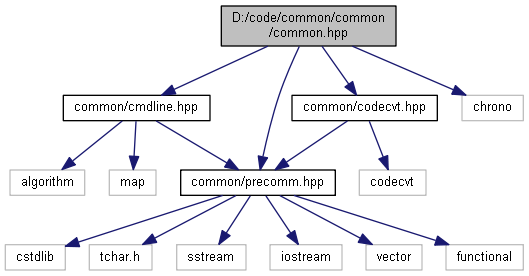 D:/code/common/common
/common.hpp
common/cmdline.hpp
common/codecvt.hpp
chrono
algorithm
map
common/precomm.hpp
codecvt
cstdlib
tchar.h
sstream
iostream
vector
functional